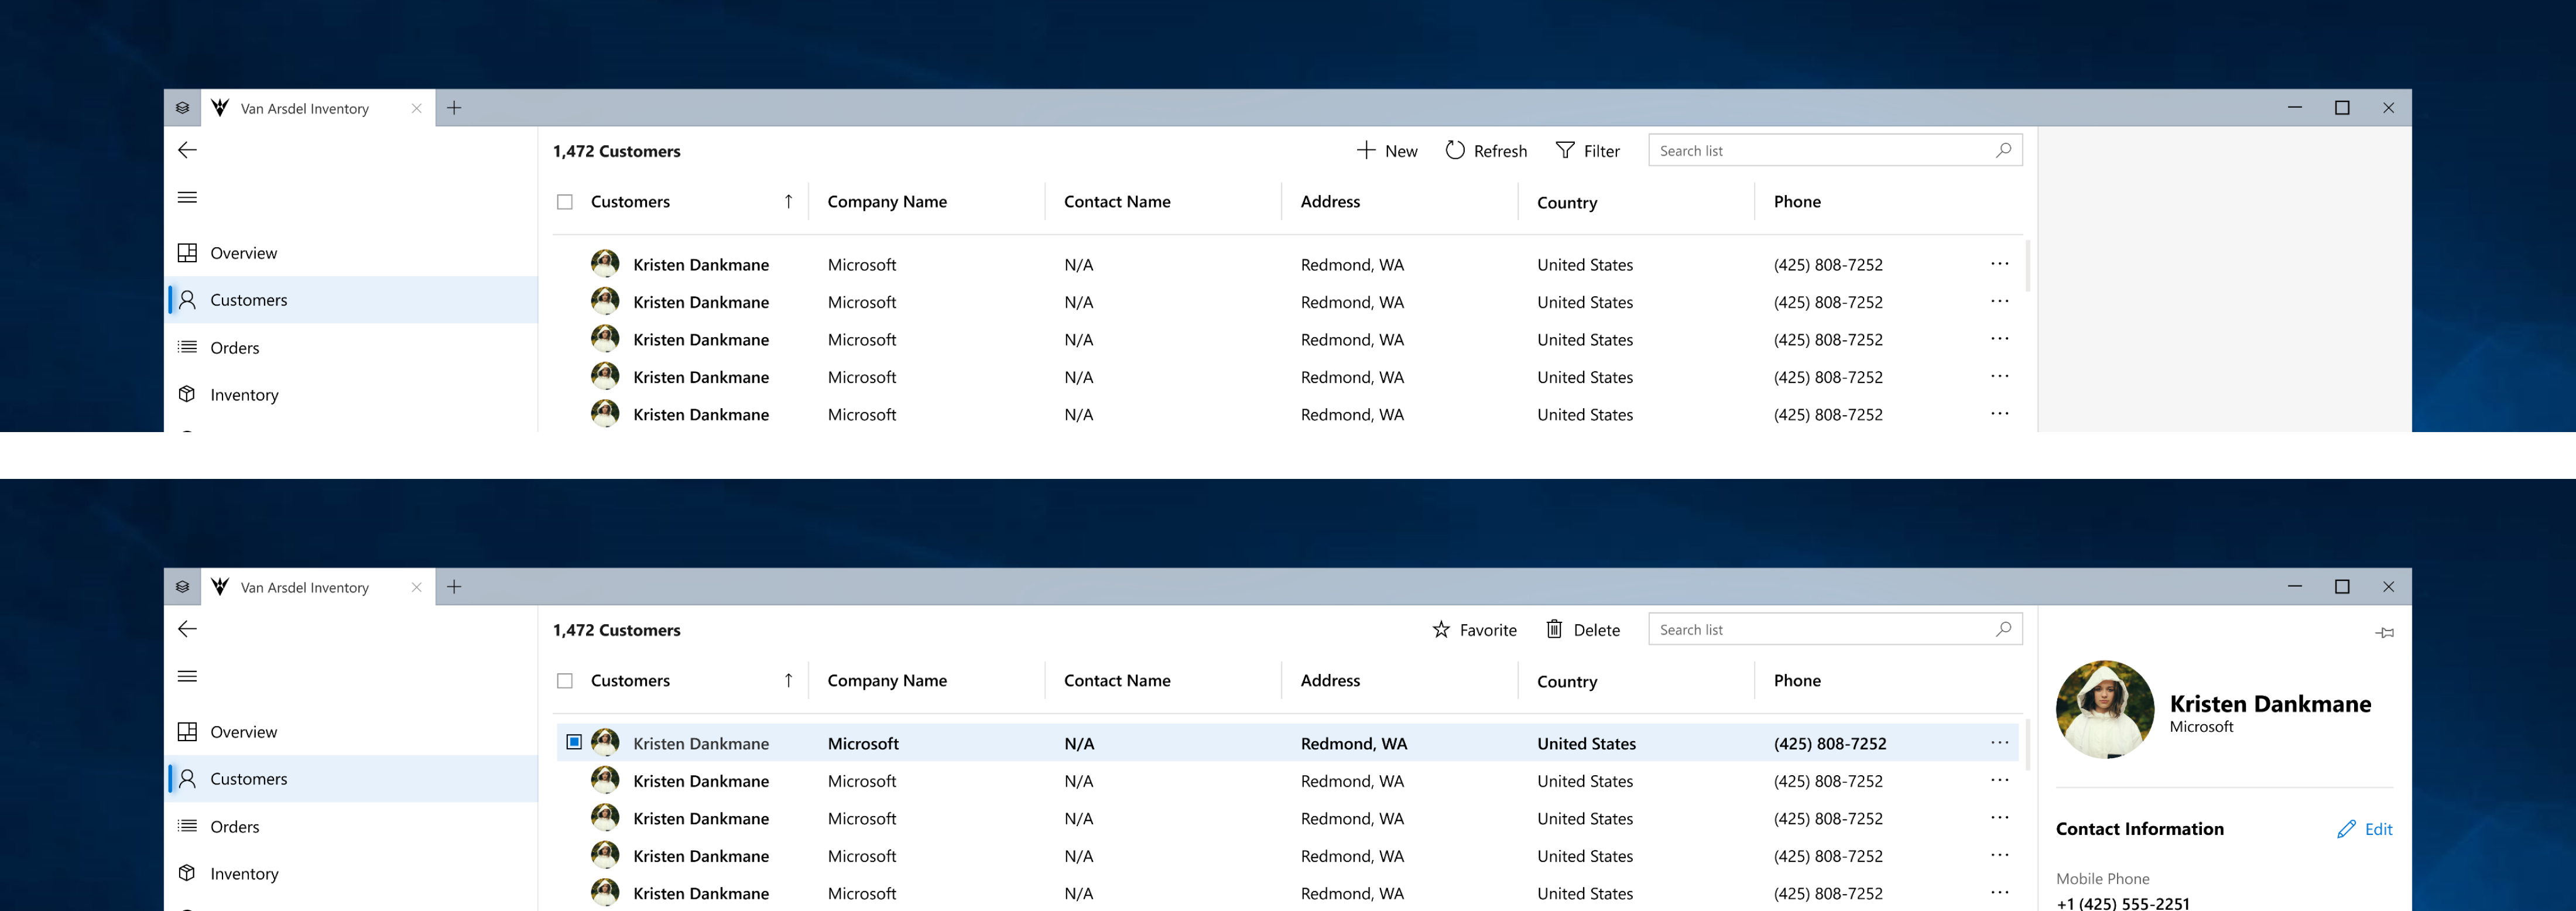 Van Arsdel Inventory
1,472 Customers New Refresh Filter Search list
Customers Company Name Contact Name Address Country Phone
Overview
Kristen Dankmane Microsoft N/A Redmond, WA United States (425) 808-7252
Customers
Kristen Dankmane Microsoft N/A Redmond, WA United States (425) 808-7252
Orders
Kristen Dankmane Microsoft N/A Redmond, WA United States (425) 808-7252
Kristen Dankmane Microsoft N/A Redmond, WA United States (425) 808-7252
Inventory
Kristen Dankmane Microsoft N/A Redmond, WA United States (425) 808-7252
Van Arsdel Inventory
1,472 Customers Favorite Delete Search list
Customers Company Name Contact Name Address Country Phone
Overview
Kristen Dankmane Microsoft N/A Redmond, WA United States (425) 808-7252
Customers
Kristen Dankmane Microsoft N/A Redmond, WA United States (425) 808-7252
Orders
Kristen Dankmane Microsoft N/A Redmond, WA United States (425) 808-7252
Kristen Dankmane Microsoft N/A Redmond, WA United States (425) 808-7252
Inventory
Kristen Dankmane Microsoft N/A Redmond, WA United States (425) 808-7252
Kristen Dankmane
Microsoft
Contact Information Edit
Mobile Phone
+1 (425) 555-2251